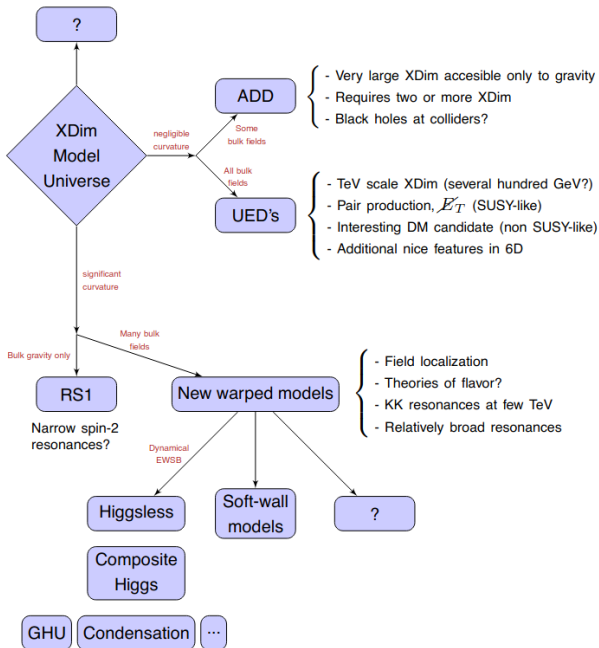 ?
XDim
Model
Universe
negligible
curvature
Some
bulk fields
ADD
- Very large XDim accesible only to gravity
- Requires two or more XDim
- Black holes at colliders?
All bulk
fields
UED's
- TeV scale XDim (several hundred GeV?)
- Pair production, E̸_T (SUSY-like)
- Interesting DM candidate (non SUSY-like)
- Additional nice features in 6D
significant
curvature
Bulk gravity only
Many bulk
fields
RS1
Narrow spin-2
resonances?
New warped models
- Field localization
- Theories of flavor?
- KK resonances at few TeV
- Relatively broad resonances
Dynamical
EWSB
Higgsless
Soft-wall
models
?
Composite
Higgs
GHU
Condensation
...